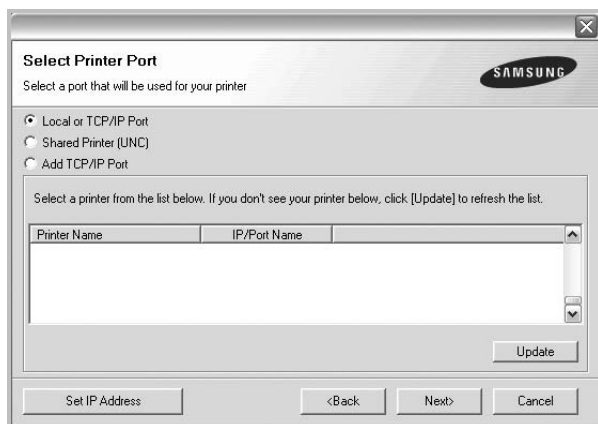 Select Printer Port
Select a port that will be used for your printer
SAMSUNG
Local or TCP/IP Port
Shared Printer (UNC)
Add TCP/IP Port
Select a printer from the list below. If you don't see your printer below, click [Update] to refresh the list.
Printer Name IP/Port Name
Update
Set IP Address <Back Next> Cancel